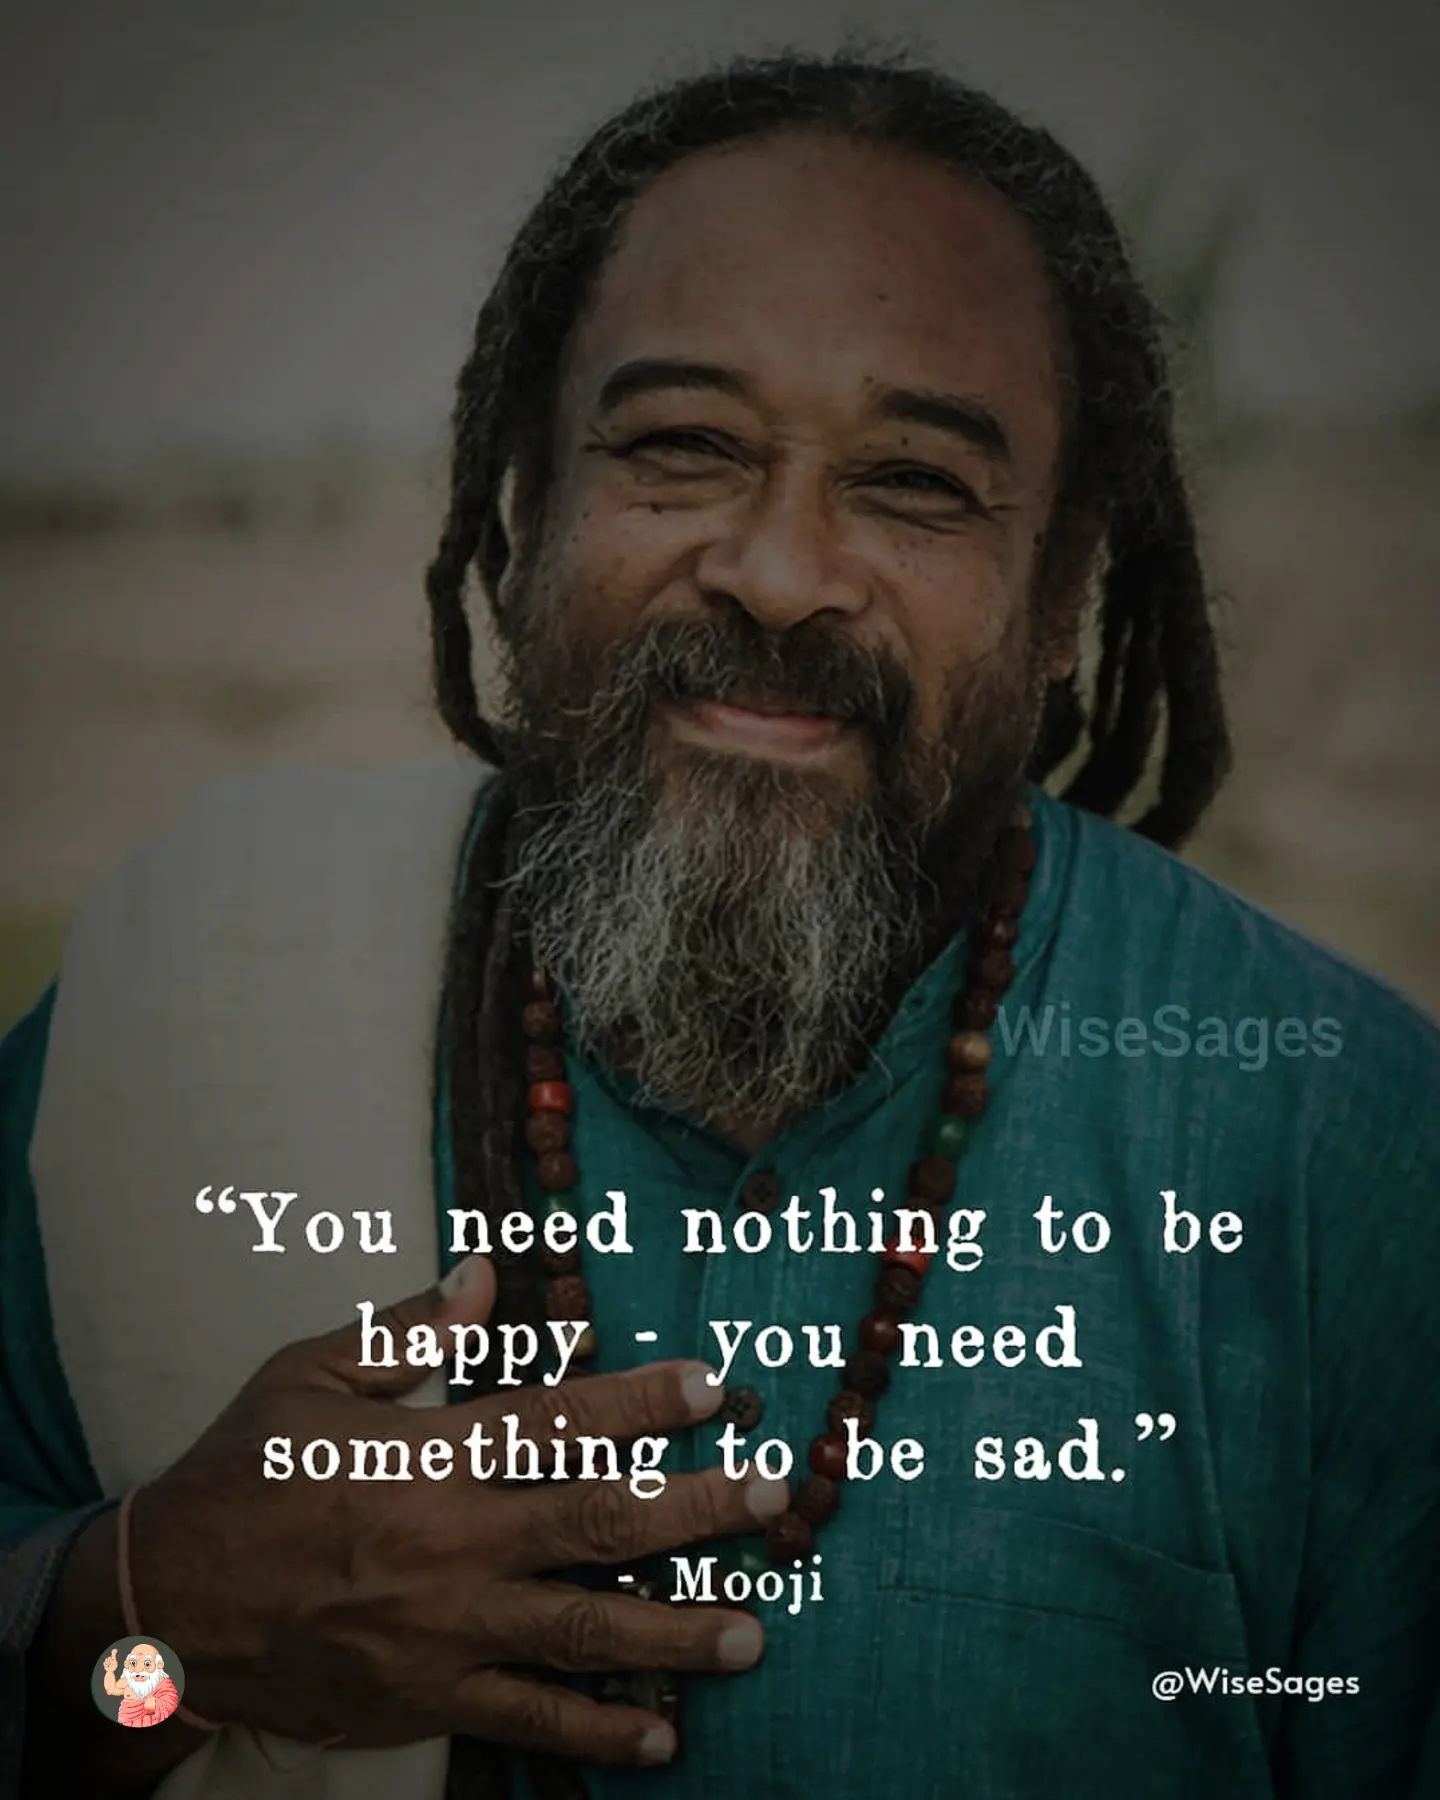 WiseSages
“You need nothing to be
happy - you need
something to be sad.”
- Mooji
@WiseSages